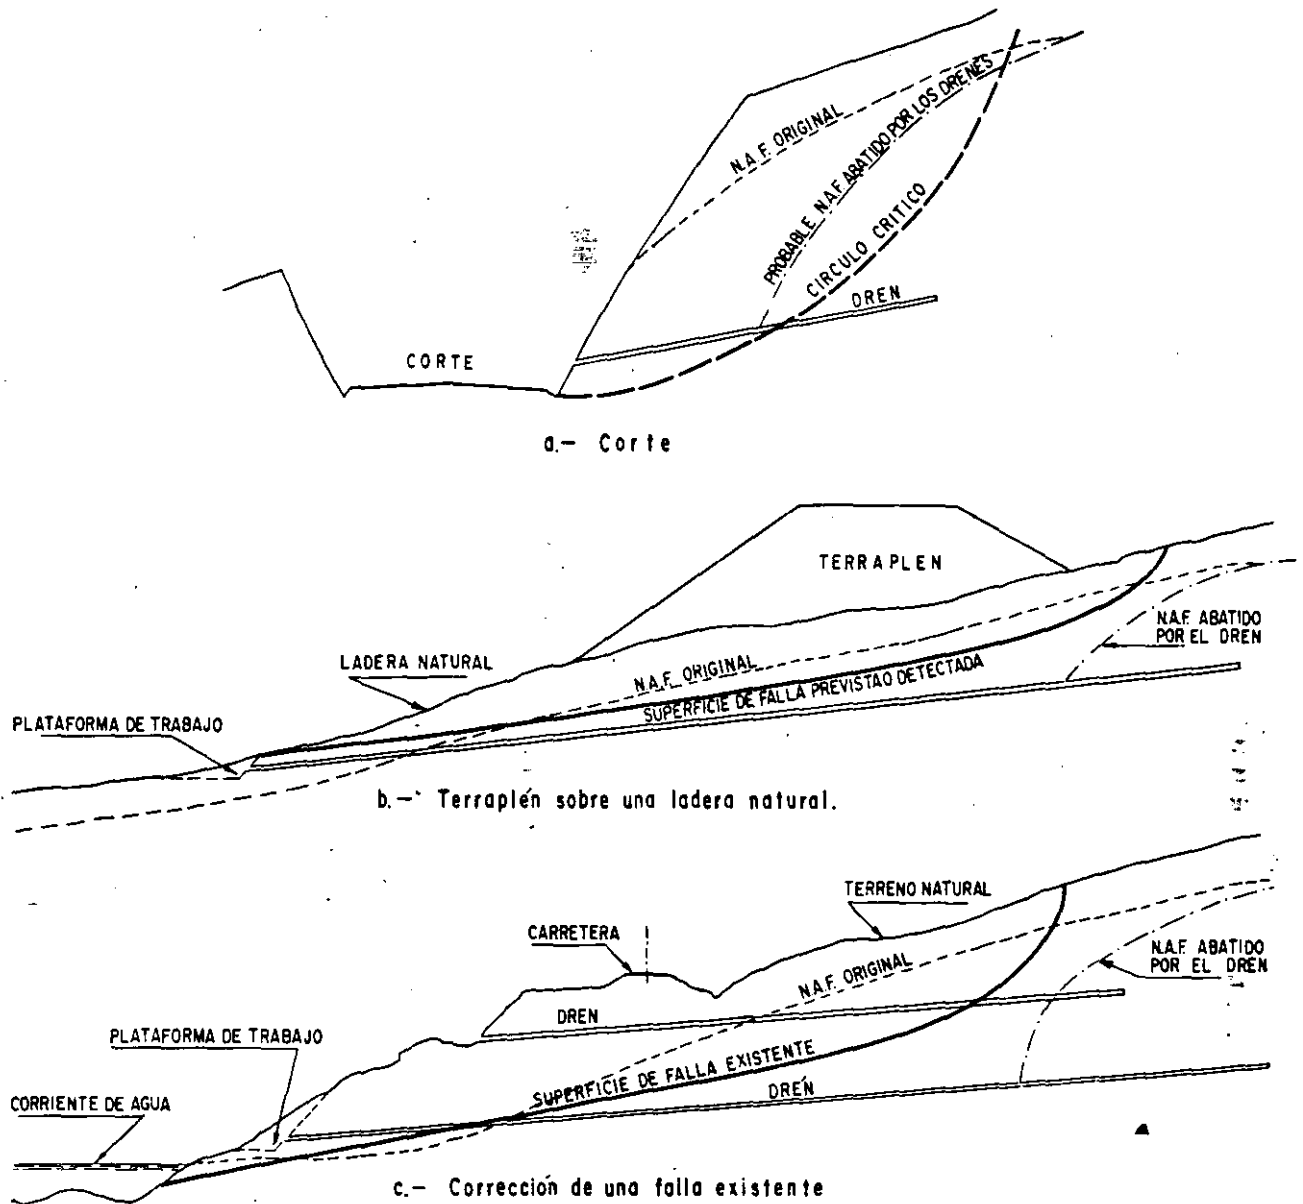 N.A.F. ORIGINAL
PROBABLE N.A.F. ABATIDO POR LOS DRENES
CIRCULO CRITICO
DREN
CORTE
a.– Corte
TERRAPLEN
N.A.F. ABATIDO
POR EL DREN
LADERA NATURAL
N.A.F. ORIGINAL
SUPERFICIE DE FALLA PREVISTA O DETECTADA
PLATAFORMA DE TRABAJO
b.– Terraplén sobre una ladera natural.
TERRENO NATURAL
CARRETERA
N.A.F. ORIGINAL
N.A.F. ABATIDO
POR EL DREN
DREN
PLATAFORMA DE TRABAJO
SUPERFICIE DE FALLA EXISTENTE
DREN
CORRIENTE DE AGUA
c.– Corrección de una falla existente